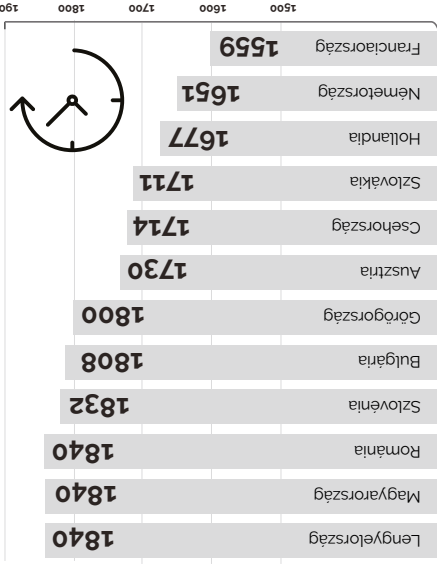 Lengyelország 1840
Magyarország 1840
Románia 1840
Szlovénia 1832
Bulgária 1808
Görögország 1800
Ausztria 1730
Csehország 1714
Szlovákia 1711
Hollandia 1677
Németország 1651
Franciaország 1559
1500 1600 1700 1800 190